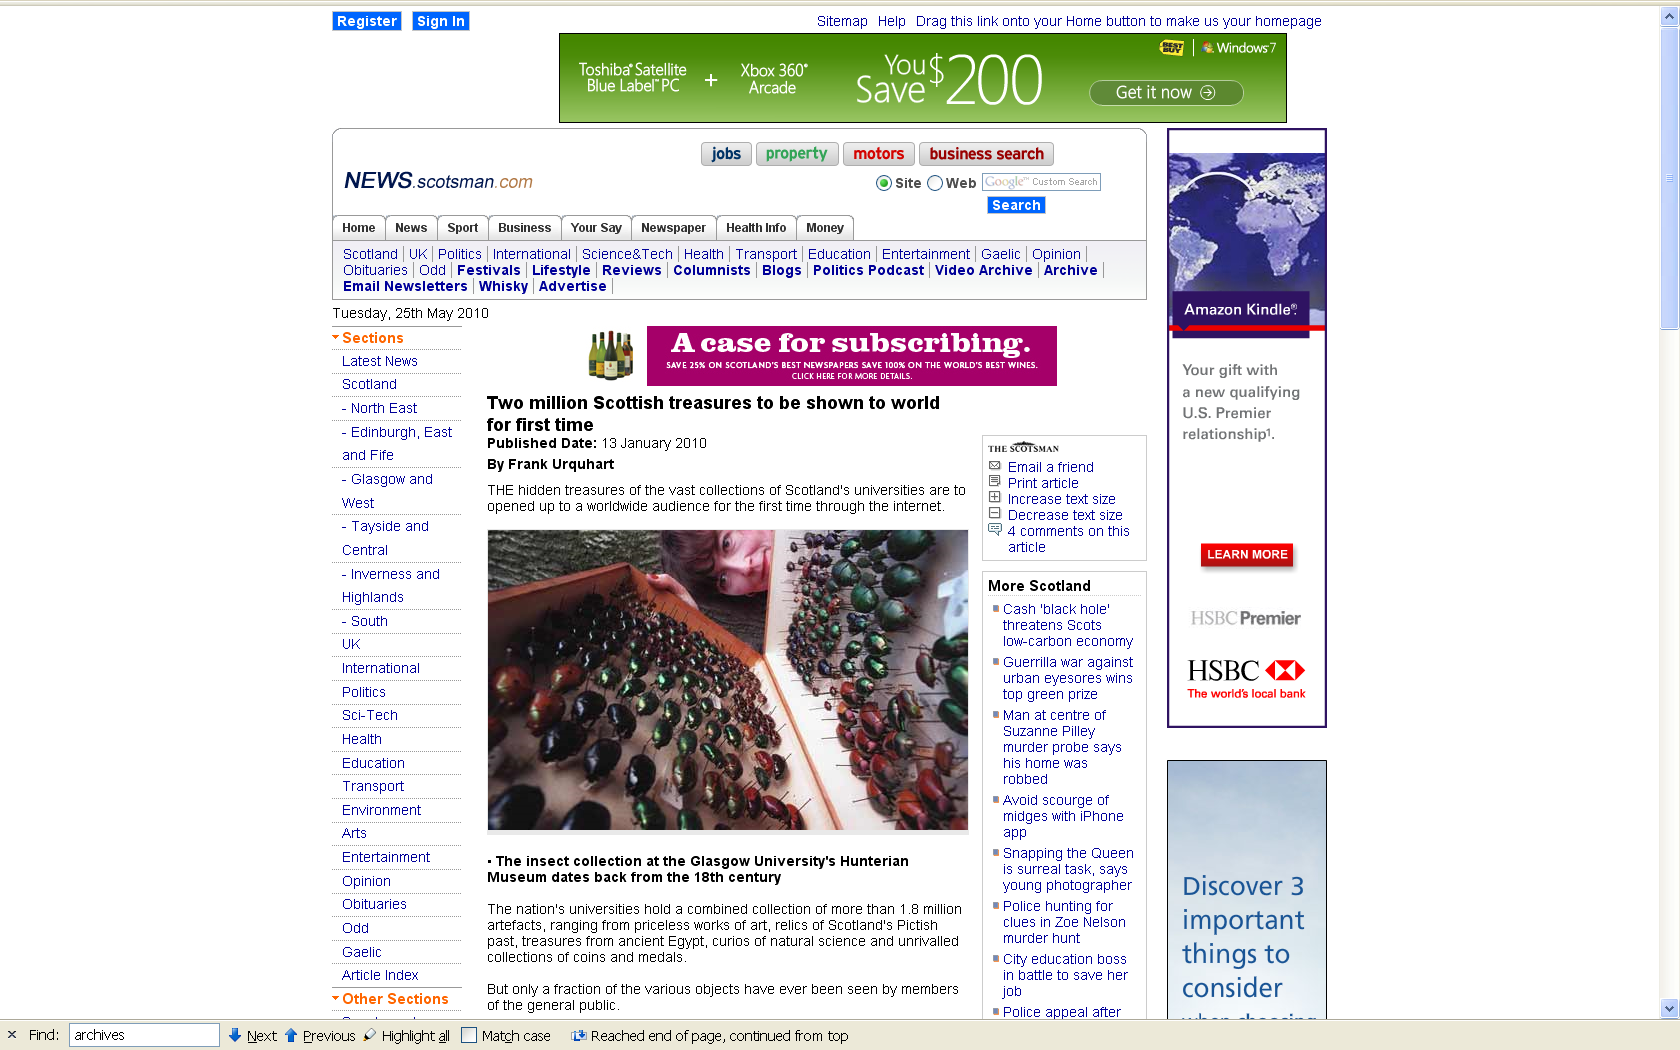 Register Sign In
Sitemap Help Drag this link onto your Home button to make us your homepage
Toshiba® Satellite
Blue Label™ PC
+
Xbox 360®
Arcade
You
Save
$200
BEST BUY
Windows 7
Get it now
jobs property motors business search
NEWS.scotsman.com
Site Web Google™ Custom Search
Search
Home News Sport Business Your Say Newspaper Health Info Money
Scotland | UK | Politics | International | Science&Tech | Health | Transport | Education | Entertainment | Gaelic | Opinion |
Obituaries | Odd | Festivals | Lifestyle | Reviews | Columnists | Blogs | Politics Podcast | Video Archive | Archive |
Email Newsletters | Whisky | Advertise |
Tuesday, 25th May 2010
Sections
Latest News
Scotland
- North East
- Edinburgh, East
and Fife
- Glasgow and
West
- Tayside and
Central
- Inverness and
Highlands
- South
UK
International
Politics
Sci-Tech
Health
Education
Transport
Environment
Arts
Entertainment
Opinion
Obituaries
Odd
Gaelic
Article Index
Other Sections
A case for subscribing.
SAVE 25% ON SCOTLAND'S BEST NEWSPAPERS SAVE 100% ON THE WORLD'S BEST WINES.
CLICK HERE FOR MORE DETAILS.
Two million Scottish treasures to be shown to world
for first time
Published Date: 13 January 2010
By Frank Urquhart
THE hidden treasures of the vast collections of Scotland's universities are to
opened up to a worldwide audience for the first time through the internet.
• The insect collection at the Glasgow University's Hunterian
Museum dates back from the 18th century
The nation's universities hold a combined collection of more than 1.8 million
artefacts, ranging from priceless works of art, relics of Scotland's Pictish
past, treasures from ancient Egypt, curios of natural science and unrivalled
collections of coins and medals.
But only a fraction of the various objects have ever been seen by members
of the general public.
THE SCOTSMAN
Email a friend
Print article
Increase text size
Decrease text size
4 comments on this
article
More Scotland
Cash 'black hole'
threatens Scots
low-carbon economy
Guerrilla war against
urban eyesores wins
top green prize
Man at centre of
Suzanne Pilley
murder probe says
his home was
robbed
Avoid scourge of
midges with iPhone
app
Snapping the Queen
is surreal task, says
young photographer
Police hunting for
clues in Zoe Nelson
murder hunt
City education boss
in battle to save her
job
Police appeal after
Amazon Kindle®.
Your gift with
a new qualifying
U.S. Premier
relationship¹.
LEARN MORE
HSBC Premier
HSBC
The world's local bank
Discover 3
important
things to
consider
when choosing
Find: archives Next Previous Highlight all Match case Reached end of page, continued from top